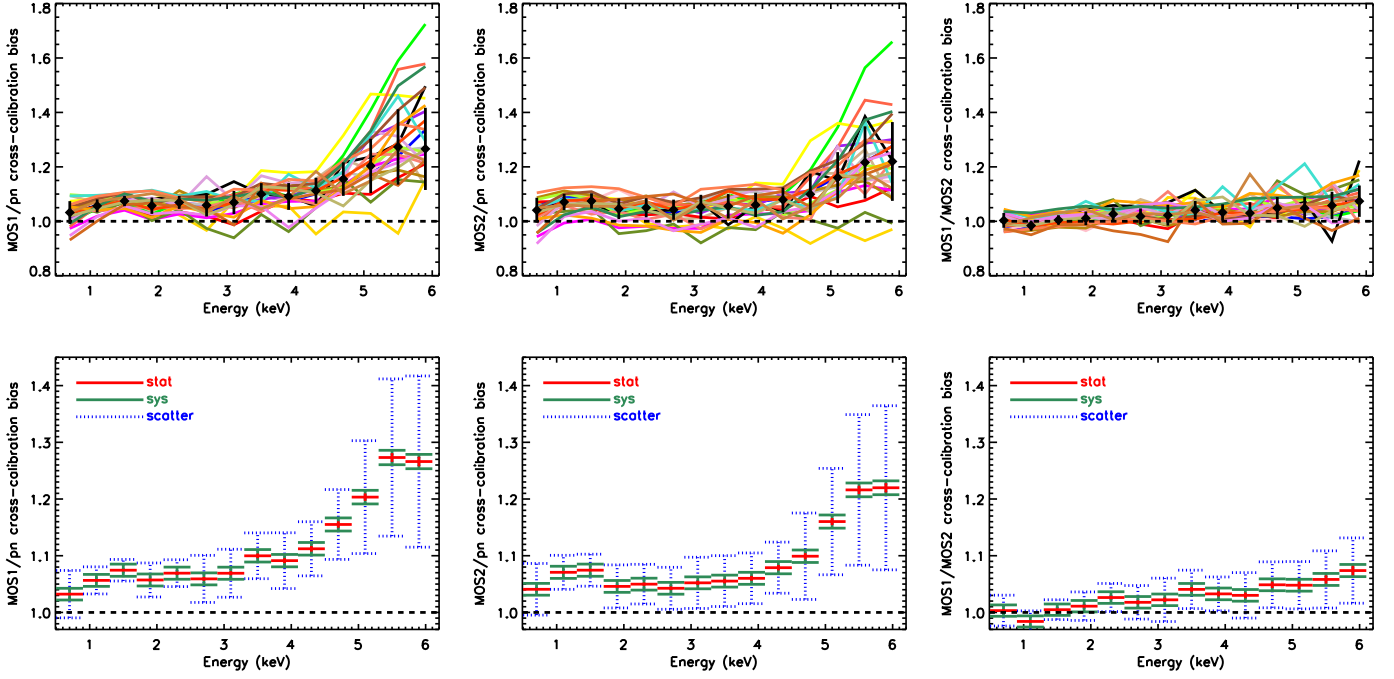 MOS1/pn cross-calibration bias
1.8
1.6
1.4
1.2
1.0
0.8
1 2 3 4 5 6
Energy (keV)
MOS2/pn cross-calibration bias
1.8
1.6
1.4
1.2
1.0
0.8
1 2 3 4 5 6
Energy (keV)
MOS1/MOS2 cross-calibration bias
1.8
1.6
1.4
1.2
1.0
0.8
1 2 3 4 5 6
Energy (keV)
MOS1/pn cross-calibration bias
1.4
1.3
1.2
1.1
1.0
stat
sys
scatter
1 2 3 4 5 6
Energy (keV)
MOS2/pn cross-calibration bias
1.4
1.3
1.2
1.1
1.0
stat
sys
scatter
1 2 3 4 5 6
Energy (keV)
MOS1/MOS2 cross-calibration bias
1.4
1.3
1.2
1.1
1.0
stat
sys
scatter
1 2 3 4 5 6
Energy (keV)